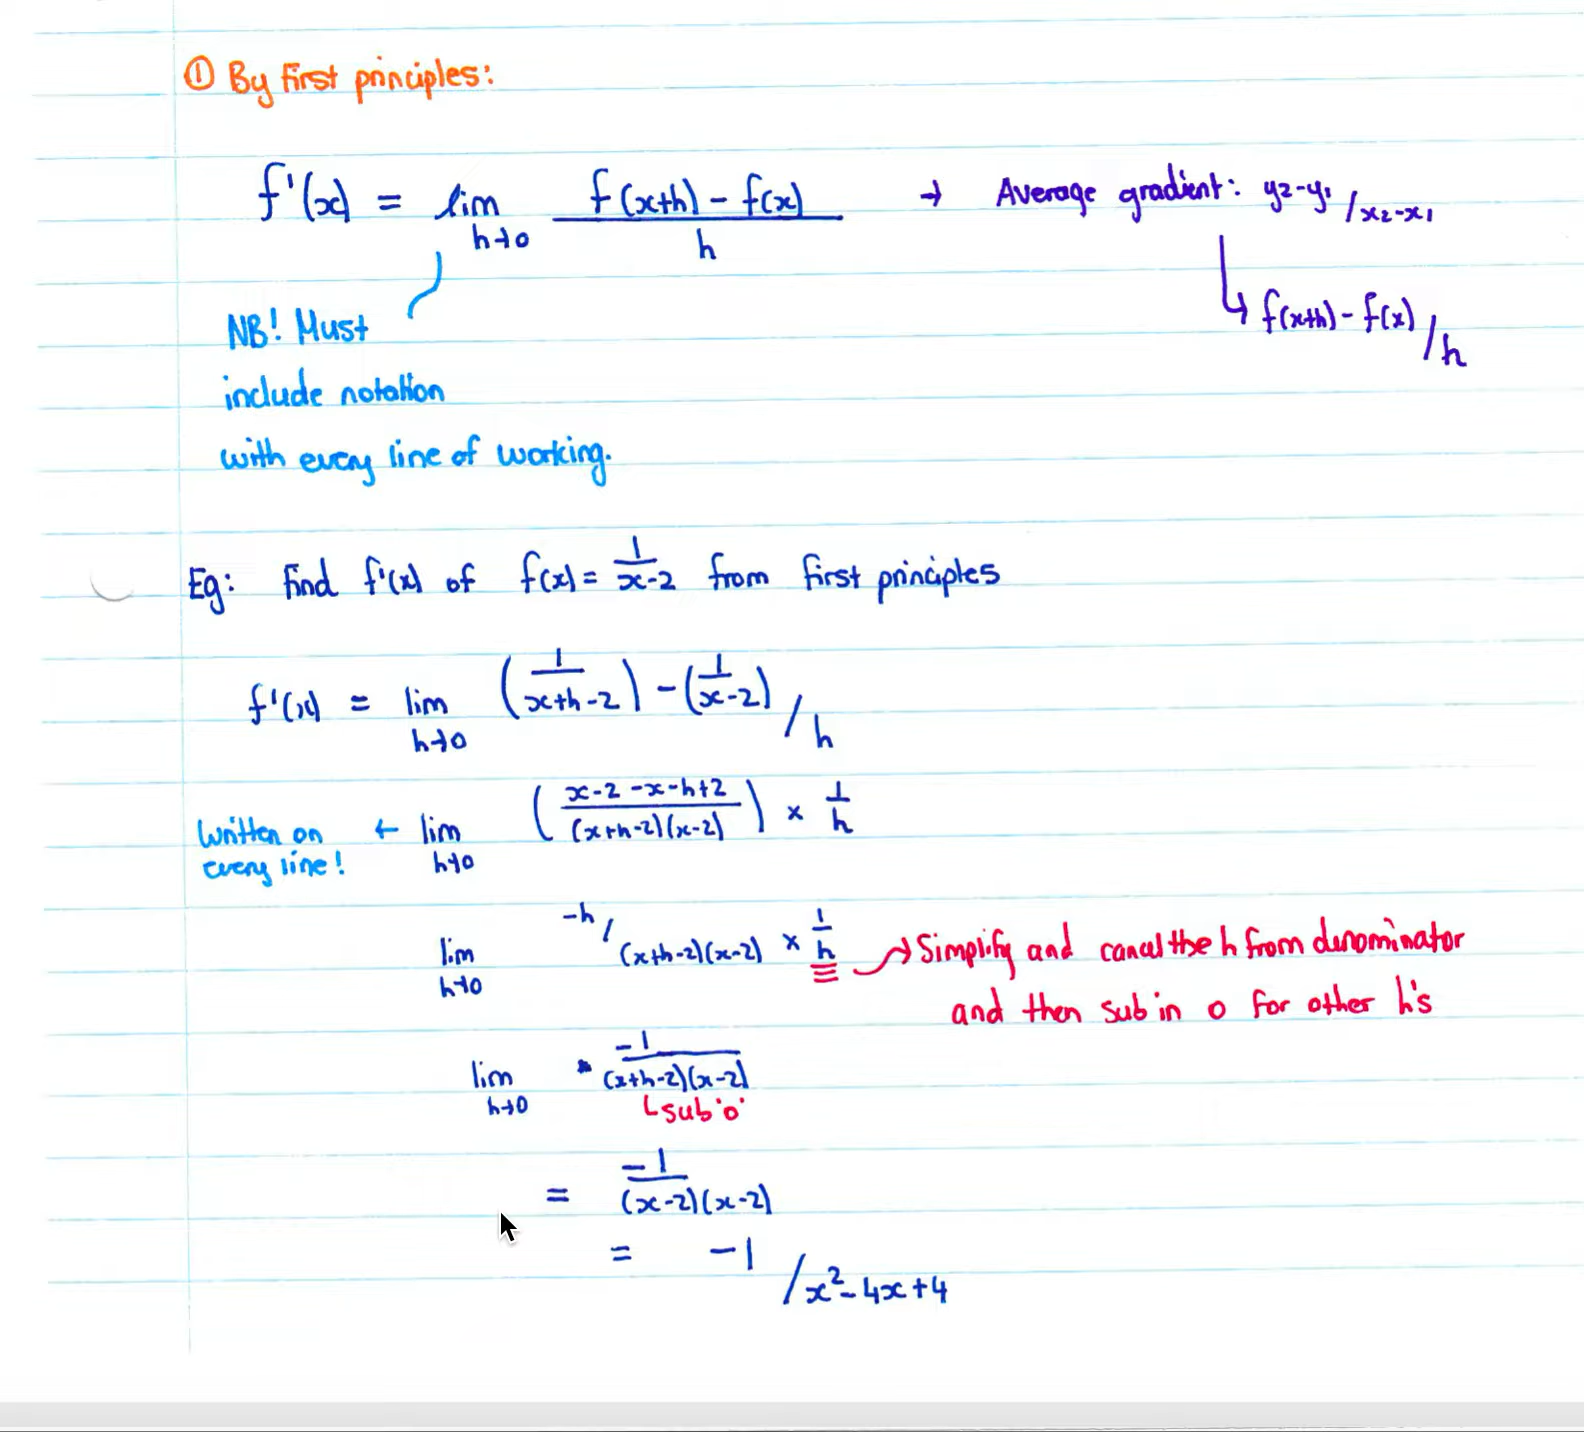 ① By first principles:
f'(x) = lim h→0 f(x+h) - f(x) / h → Average gradient: y2-y1 / x2-x1
↳ f(x+h) - f(x) / h
NB! Must
include notation
with every line of working.
Eg: Find f'(x) of f(x) = 1/x-2 from first principles
f'(x) = lim h→0 (1/x+h-2) - (1/x-2) / h
Written on every line! ← lim h→0 (x-2-x-h+2 / (x+h-2)(x-2)) × 1/h
lim h→0 -h / (x+h-2)(x-2) × 1/h → Simplify and cancel the h from denominator
and then sub in 0 for other h's
lim h→0 -1 / (x+h-2)(x-2)
↳ sub '0'
= -1 / (x-2)(x-2)
= -1 / x²-4x+4